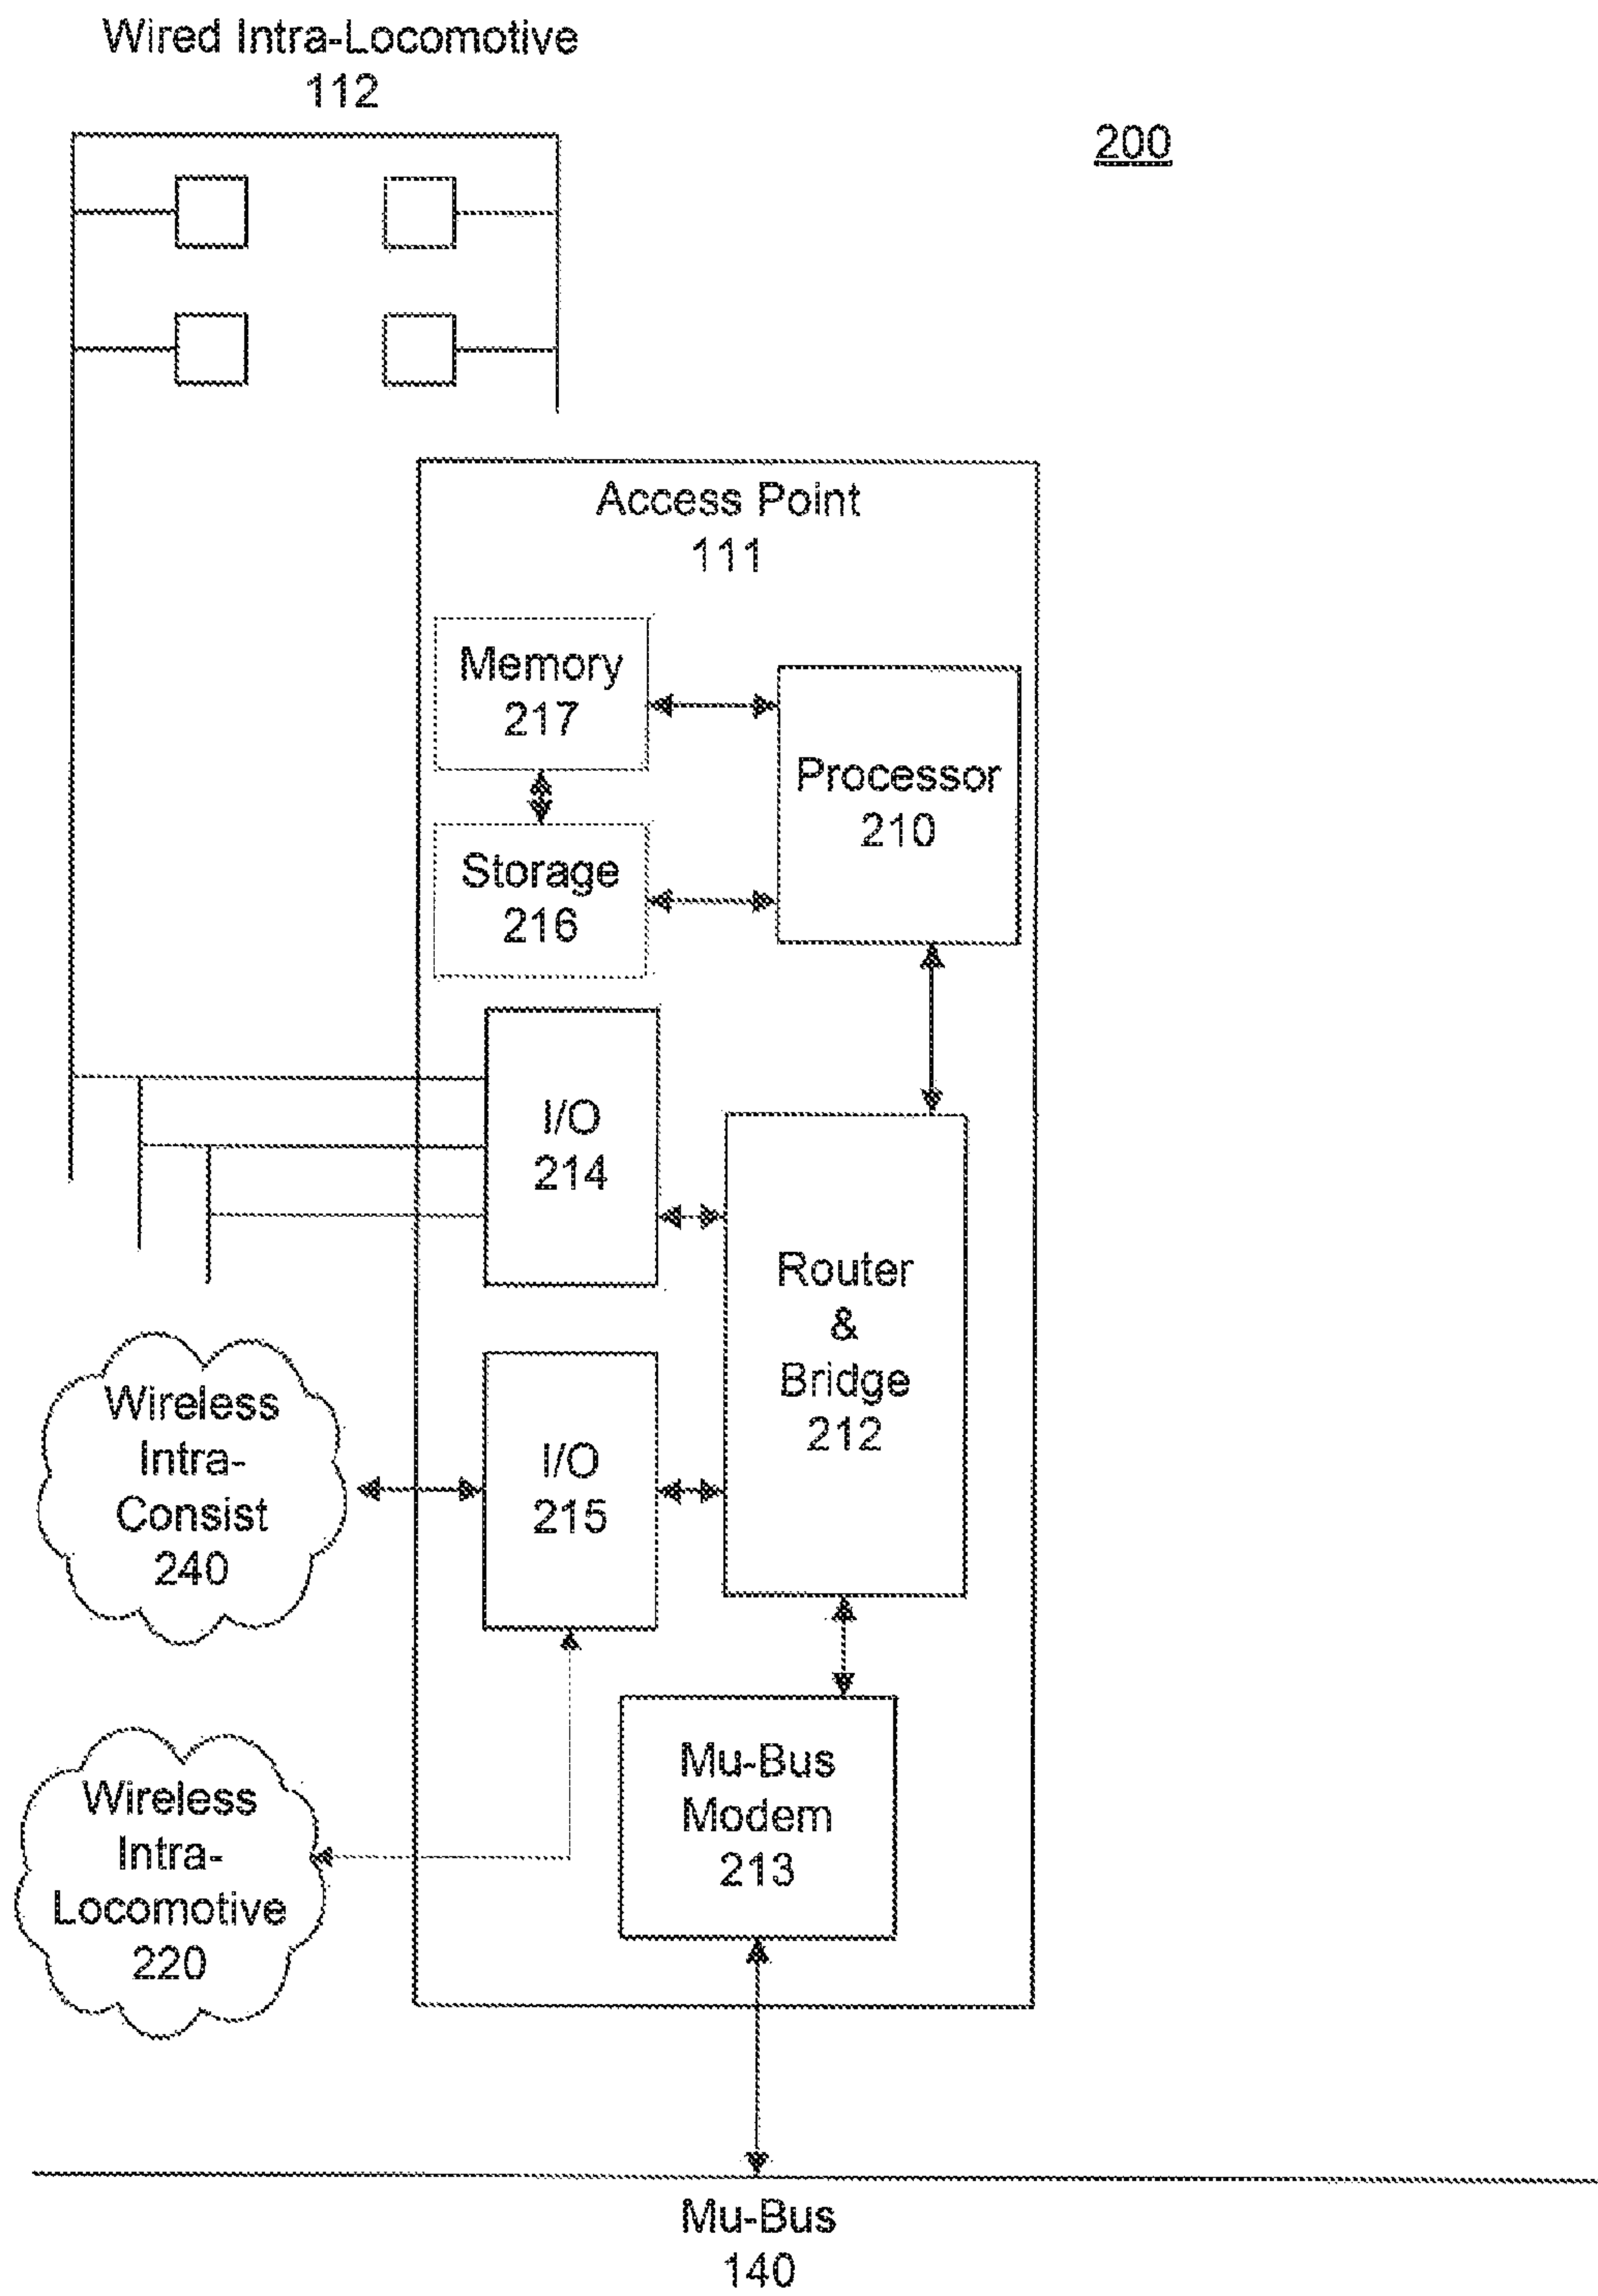 Wired Intra-Locomotive
112
200
Access Point
111
Memory
217
Processor
210
Storage
216
I/O
214
Router
&
Bridge
212
Wireless
Intra-
Consist
240
I/O
215
Mu-Bus
Modem
213
Wireless
Intra-
Locomotive
220
Mu-Bus
140